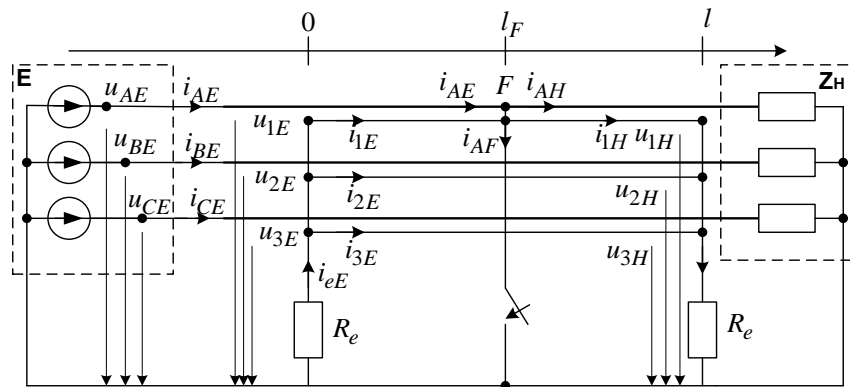 0 l_F l
E Z_H
u_AE i_AE i_AE F i_AH
u_1E i_1E i_AF i_1H u_1H
u_BE i_BE
u_2E i_2E u_2H
u_CE i_CE
u_3E i_3E u_3H
i_eE
R_e R_e